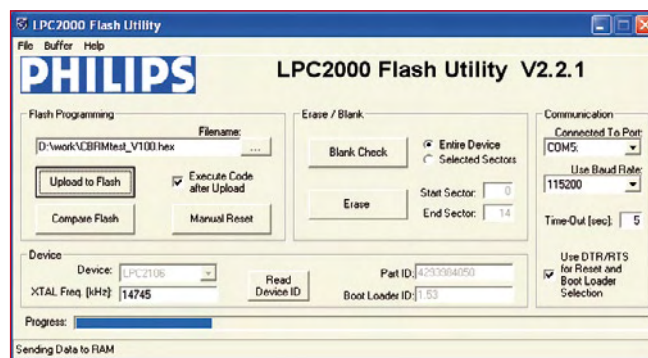 LPC2000 Flash Utility
File Buffer Help
PHILIPS
LPC2000 Flash Utility V2.2.1
Flash Programming
Filename:
D:\work\CBRMtest_V100.hex
...
Upload to Flash
Execute Code
after Upload
Compare Flash
Manual Reset
Erase / Blank
Blank Check
Entire Device
Selected Sectors
Erase
Start Sector: 0
End Sector: 14
Communication
Connected To Port:
COM5:
Use Baud Rate:
115200
Time-Out [sec]: 5
Use DTR/RTS
for Reset and
Boot Loader
Selection
Device
Device: LPC2106
XTAL Freq. [kHz]: 14745
Read
Device ID
Part ID: 4293984050
Boot Loader ID: 1.53
Progress:
Sending Data to RAM